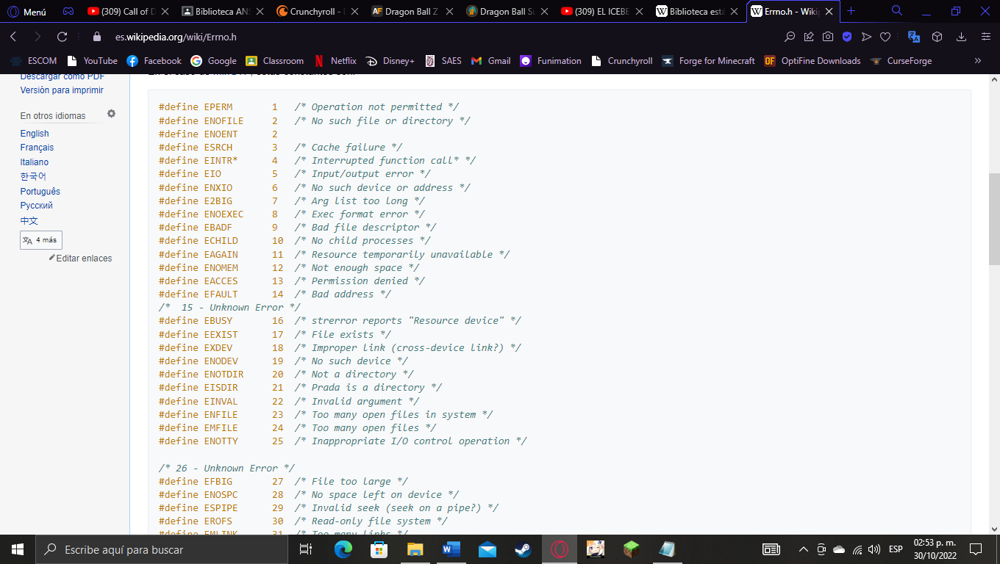 Menú
(309) Call of D
Biblioteca ANS
Crunchyroll -
Dragon Ball Z
Dragon Ball Su
(309) EL ICEBE
Biblioteca está
Errno.h - Wikip
es.wikipedia.org/wiki/Errno.h
ESCOM YouTube Facebook Google Classroom Netflix Disney+ SAES Gmail Funimation Crunchyroll Forge for Minecraft OptiFine Downloads CurseForge »
Descargar como PDF
Versión para imprimir
En otros idiomas
English
Français
Italiano
한국어
Português
Русский
中文
4 más
Editar enlaces
#define EPERM 1 /* Operation not permitted */
#define ENOFILE 2 /* No such file or directory */
#define ENOENT 2
#define ESRCH 3 /* Cache failure */
#define EINTR* 4 /* Interrupted function call* */
#define EIO 5 /* Input/output error */
#define ENXIO 6 /* No such device or address */
#define E2BIG 7 /* Arg list too long */
#define ENOEXEC 8 /* Exec format error */
#define EBADF 9 /* Bad file descriptor */
#define ECHILD 10 /* No child processes */
#define EAGAIN 11 /* Resource temporarily unavailable */
#define ENOMEM 12 /* Not enough space */
#define EACCES 13 /* Permission denied */
#define EFAULT 14 /* Bad address */
/* 15 - Unknown Error */
#define EBUSY 16 /* strerror reports "Resource device" */
#define EEXIST 17 /* File exists */
#define EXDEV 18 /* Improper link (cross-device link?) */
#define ENODEV 19 /* No such device */
#define ENOTDIR 20 /* Not a directory */
#define EISDIR 21 /* Prada is a directory */
#define EINVAL 22 /* Invalid argument */
#define ENFILE 23 /* Too many open files in system */
#define EMFILE 24 /* Too many open files */
#define ENOTTY 25 /* Inappropriate I/O control operation */
/* 26 - Unknown Error */
#define EFBIG 27 /* File too large */
#define ENOSPC 28 /* No space left on device */
#define ESPIPE 29 /* Invalid seek (seek on a pipe?) */
#define EROFS 30 /* Read-only file system */
#define EMLINK 31 /* Too many links */
Escribe aquí para buscar
ESP
02:53 p. m.
30/10/2022